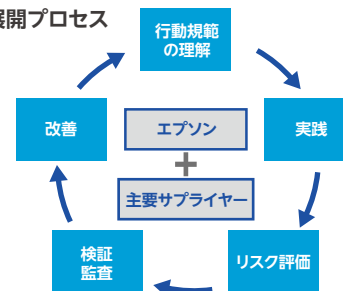 展開プロセス
行動規範
の理解
改善
エプソン
実践
+
主要サプライヤー
検証
監査
リスク評価